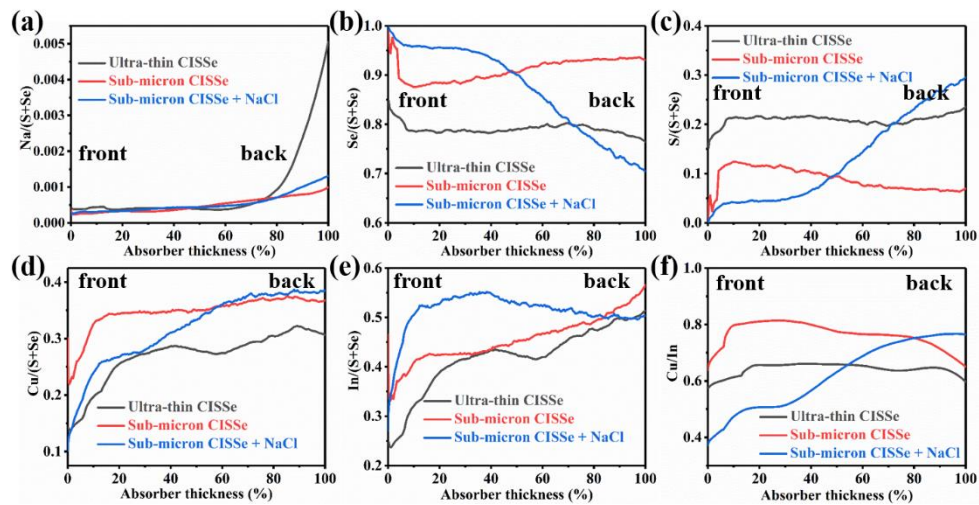 (a)
Na/(S+Se)
0.005
0.004
0.003
0.002
0.001
0.000
Ultra-thin CISSe
Sub-micron CISSe
Sub-micron CISSe + NaCl
front
back
0 20 40 60 80 100
Absorber thickness (%)
(b)
Se/(S+Se)
1.0
0.9
0.8
0.7
0.6
front
back
Ultra-thin CISSe
Sub-micron CISSe
Sub-micron CISSe + NaCl
0 20 40 60 80 100
Absorber thickness (%)
(c)
S/(S+Se)
0.4
0.3
0.2
0.1
0.0
Ultra-thin CISSe
Sub-micron CISSe
Sub-micron CISSe + NaCl
front
back
0 20 40 60 80 100
Absorber thickness (%)
(d)
Cu/(S+Se)
0.4
0.3
0.2
0.1
front
back
Ultra-thin CISSe
Sub-micron CISSe
Sub-micron CISSe + NaCl
0 20 40 60 80 100
Absorber thickness (%)
(e)
In/(S+Se)
0.6
0.5
0.4
0.3
0.2
front
back
Ultra-thin CISSe
Sub-micron CISSe
Sub-micron CISSe + NaCl
0 20 40 60 80 100
Absorber thickness (%)
(f)
Cu/In
1.0
0.8
0.6
0.4
front
back
Ultra-thin CISSe
Sub-micron CISSe
Sub-micron CISSe + NaCl
0 20 40 60 80 100
Absorber thickness (%)